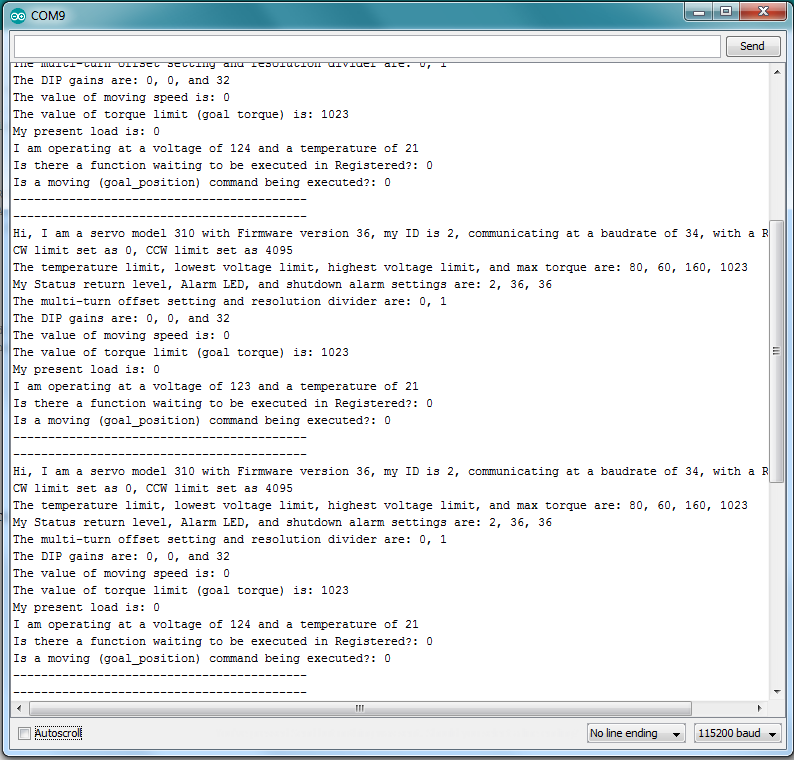 COM9
Send
The multi-turn offset setting and resolution divider are: 0, 1
The DIP gains are: 0, 0, and 32
The value of moving speed is: 0
The value of torque limit (goal torque) is: 1023
My present load is: 0
I am operating at a voltage of 124 and a temperature of 21
Is there a function waiting to be executed in Registered?: 0
Is a moving (goal_position) command being executed?: 0
------------------------------------------
------------------------------------------
Hi, I am a servo model 310 with Firmware version 36, my ID is 2, communicating at a baudrate of 34, with a R
CW limit set as 0, CCW limit set as 4095
The temperature limit, lowest voltage limit, highest voltage limit, and max torque are: 80, 60, 160, 1023
My Status return level, Alarm LED, and shutdown alarm settings are: 2, 36, 36
The multi-turn offset setting and resolution divider are: 0, 1
The DIP gains are: 0, 0, and 32
The value of moving speed is: 0
The value of torque limit (goal torque) is: 1023
My present load is: 0
I am operating at a voltage of 123 and a temperature of 21
Is there a function waiting to be executed in Registered?: 0
Is a moving (goal_position) command being executed?: 0
------------------------------------------
------------------------------------------
Hi, I am a servo model 310 with Firmware version 36, my ID is 2, communicating at a baudrate of 34, with a R
CW limit set as 0, CCW limit set as 4095
The temperature limit, lowest voltage limit, highest voltage limit, and max torque are: 80, 60, 160, 1023
My Status return level, Alarm LED, and shutdown alarm settings are: 2, 36, 36
The multi-turn offset setting and resolution divider are: 0, 1
The DIP gains are: 0, 0, and 32
The value of moving speed is: 0
The value of torque limit (goal torque) is: 1023
My present load is: 0
I am operating at a voltage of 124 and a temperature of 21
Is there a function waiting to be executed in Registered?: 0
Is a moving (goal_position) command being executed?: 0
------------------------------------------
------------------------------------------
Autoscroll
No line ending
115200 baud